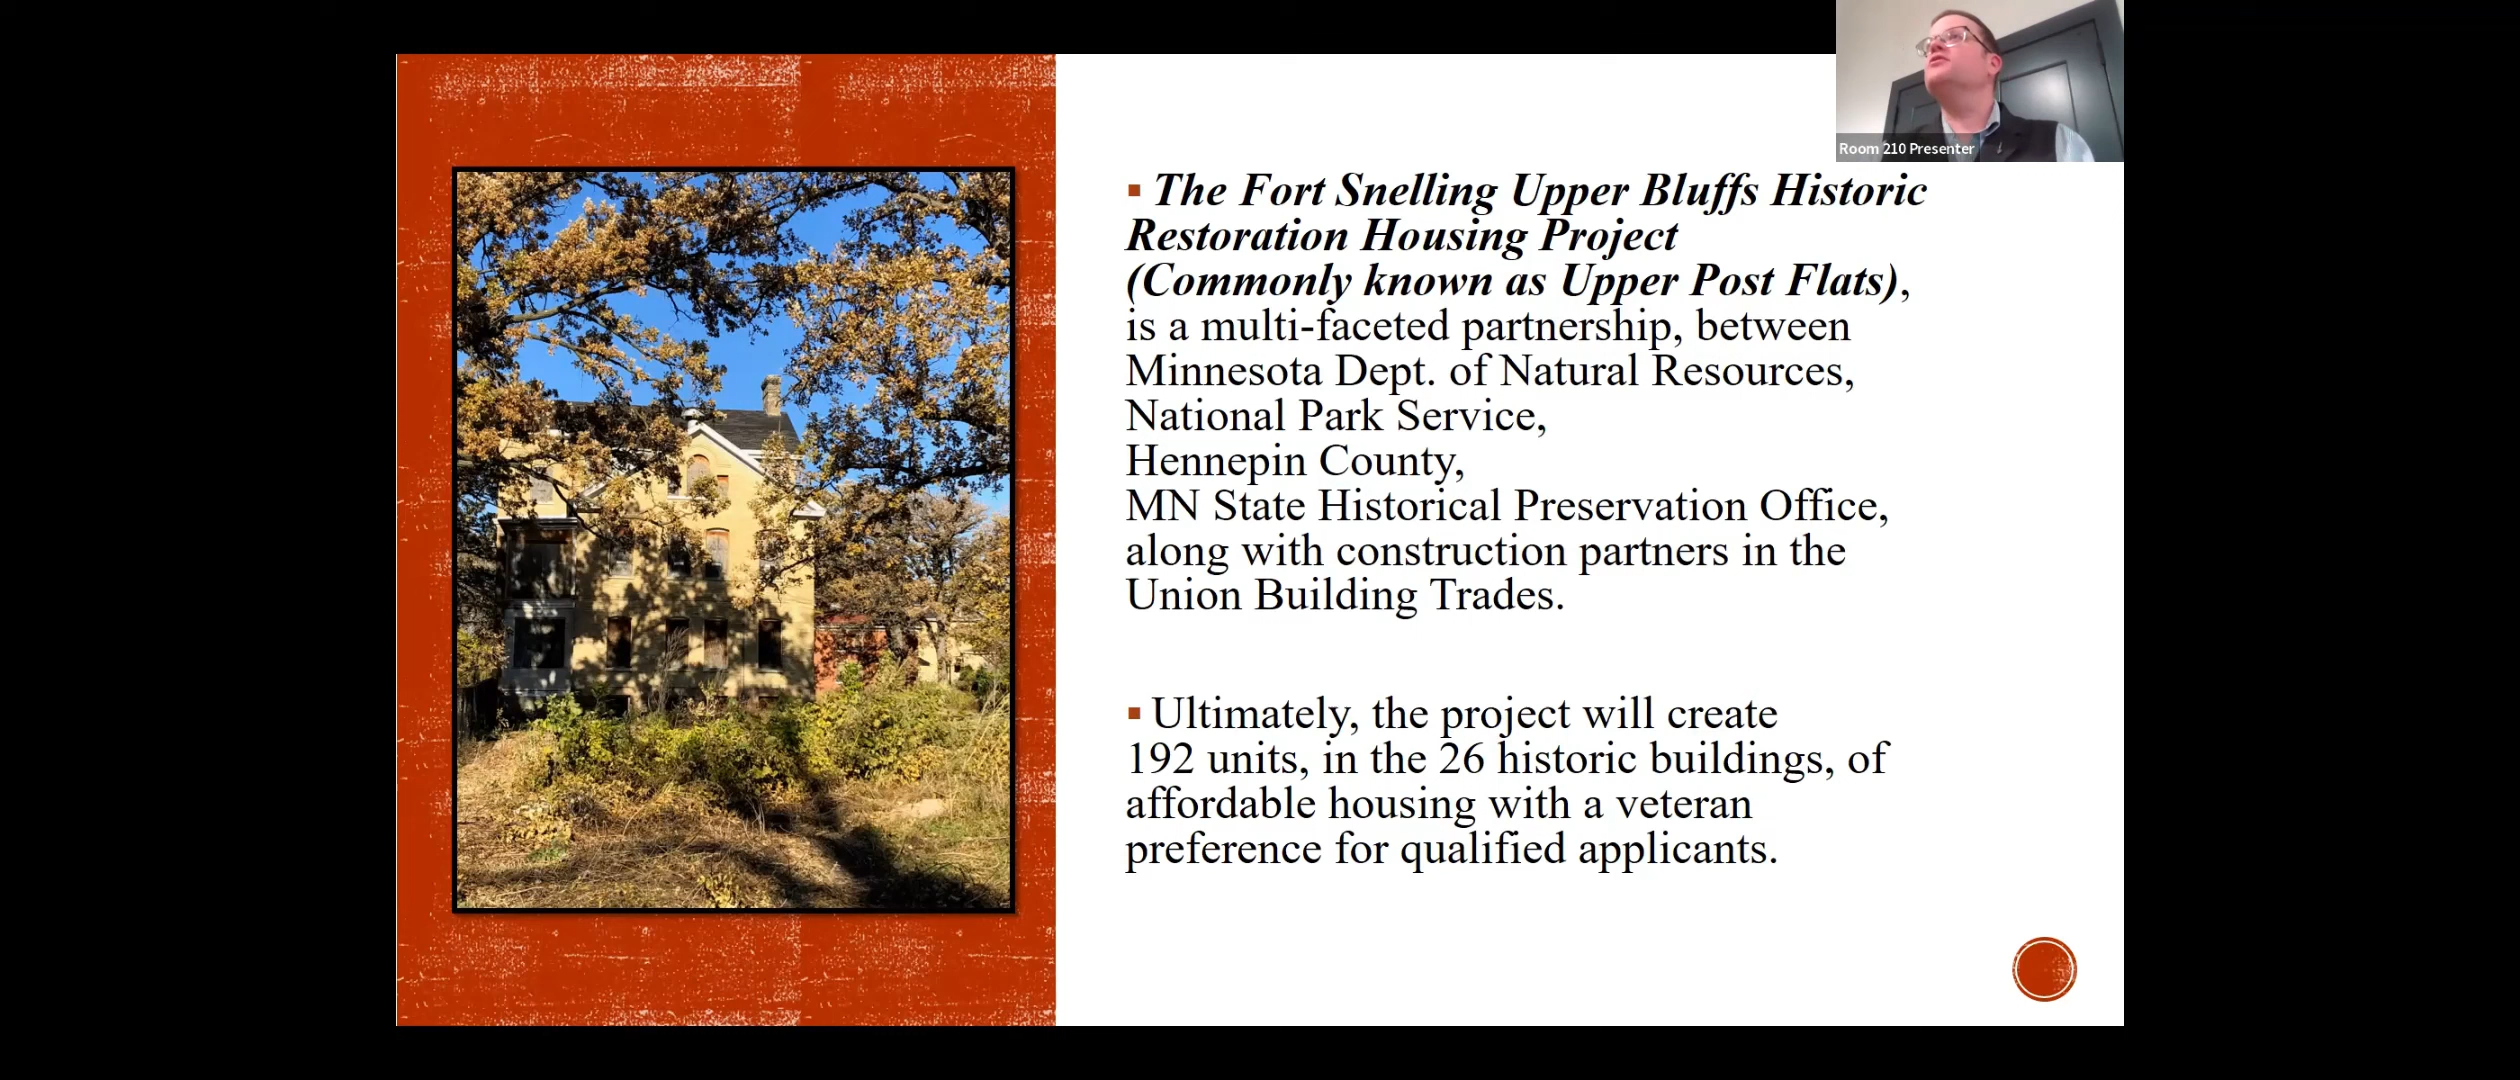 Room 210 Presenter
▪ The Fort Snelling Upper Bluffs Historic
Restoration Housing Project
(Commonly known as Upper Post Flats),
is a multi-faceted partnership, between
Minnesota Dept. of Natural Resources,
National Park Service,
Hennepin County,
MN State Historical Preservation Office,
along with construction partners in the
Union Building Trades.
▪ Ultimately, the project will create
192 units, in the 26 historic buildings, of
affordable housing with a veteran
preference for qualified applicants.